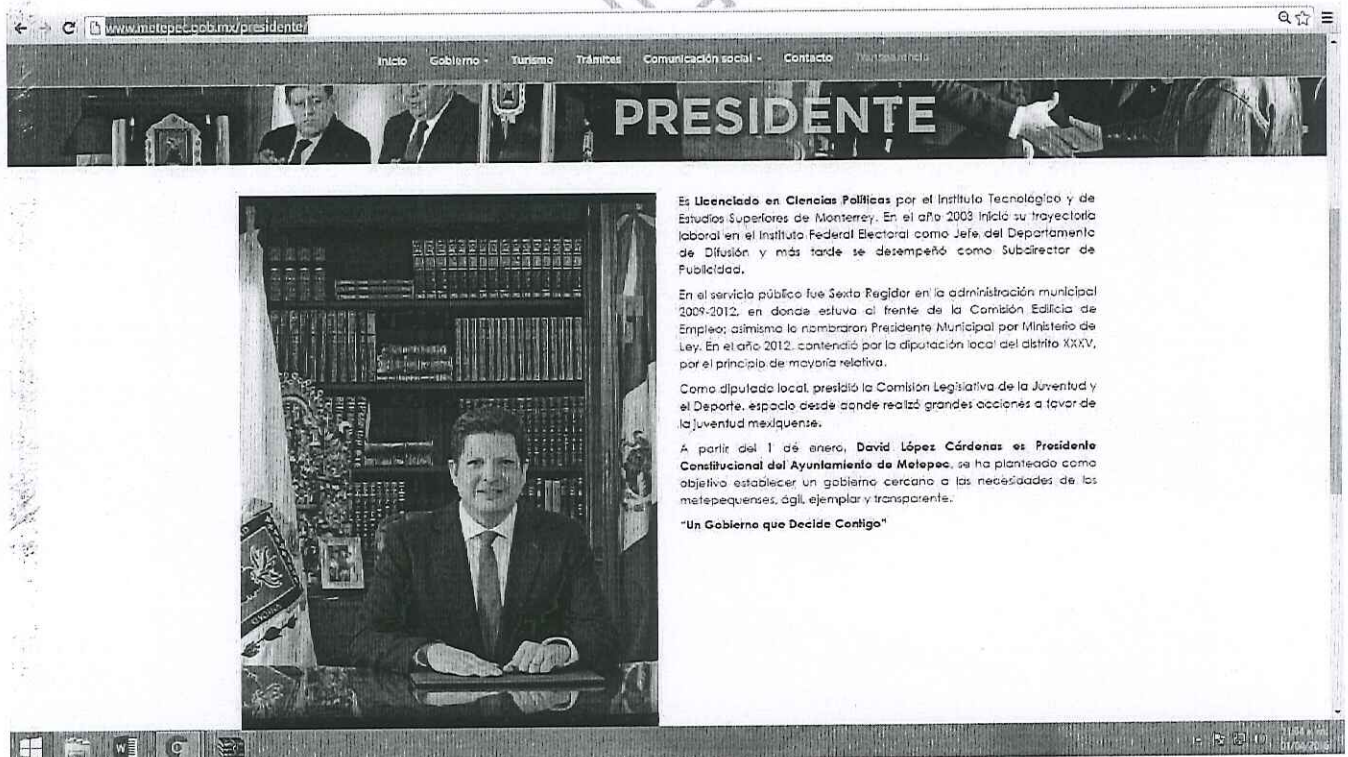 www.metepec.gob.mx/presidente/
Inicio Gobierno Turismo Trámites Comunicación social Contacto Transparencia
PRESIDENTE
Es Licenciado en Ciencias Políticas por el Instituto Tecnológico y de
Estudios Superiores de Monterrey. En el año 2003 inició su trayectoria
laboral en el Instituto Federal Electoral como Jefe del Departamento
de Difusión y más tarde se desempeñó como Subdirector de
Publicidad.
En el servicio público fue Sexto Regidor en la administración municipal
2009-2012, en donde estuvo al frente de la Comisión Edilicia de
Empleo; asimismo lo nombraron Presidente Municipal por Ministerio de
Ley. En el año 2012, contendió por la diputación local del distrito XXXV,
por el principio de mayoría relativa.
Como diputado local, presidió la Comisión Legislativa de la Juventud y
el Deporte, espacio desde donde realizó grandes acciones a favor de
la juventud mexiquense.
A partir del 1 de enero, David López Cárdenas es Presidente
Constitucional del Ayuntamiento de Metepec, se ha planteado como
objetivo establecer un gobierno cercano a las necesidades de los
metepequenses, ágil, ejemplar y transparente.
"Un Gobierno que Decide Contigo"
01/04/2016